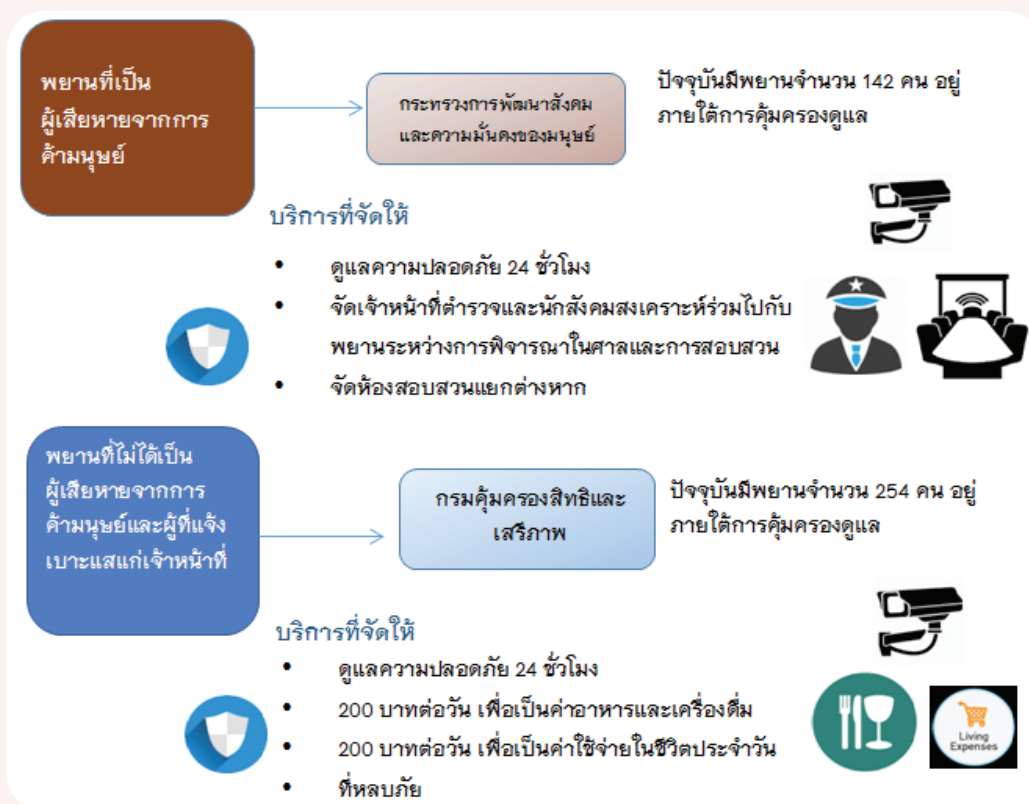 พยานที่เป็น
ผู้เสียหายจากการ
ค้ามนุษย์
กระทรวงการพัฒนาสังคม
และความมั่นคงของมนุษย์
ปัจจุบันมีพยานจำนวน 142 คน อยู่
ภายใต้การคุ้มครองดูแล
บริการที่จัดให้
• ดูแลความปลอดภัย 24 ชั่วโมง
• จัดเจ้าหน้าที่ตำรวจและนักสังคมสงเคราะห์ร่วมไปกับ
พยานระหว่างการพิจารณาในศาลและการสอบสวน
• จัดห้องสอบสวนแยกต่างหาก
พยานที่ไม่ได้เป็น
ผู้เสียหายจากการ
ค้ามนุษย์และผู้ที่แจ้ง
เบาะแสแก่เจ้าหน้าที่
กรมคุ้มครองสิทธิและ
เสรีภาพ
ปัจจุบันมีพยานจำนวน 254 คน อยู่
ภายใต้การคุ้มครองดูแล
บริการที่จัดให้
• ดูแลความปลอดภัย 24 ชั่วโมง
• 200 บาทต่อวัน เพื่อเป็นค่าอาหารและเครื่องดื่ม
• 200 บาทต่อวัน เพื่อเป็นค่าใช้จ่ายในชีวิตประจำวัน
• ที่หลบภัย
Living
Expenses